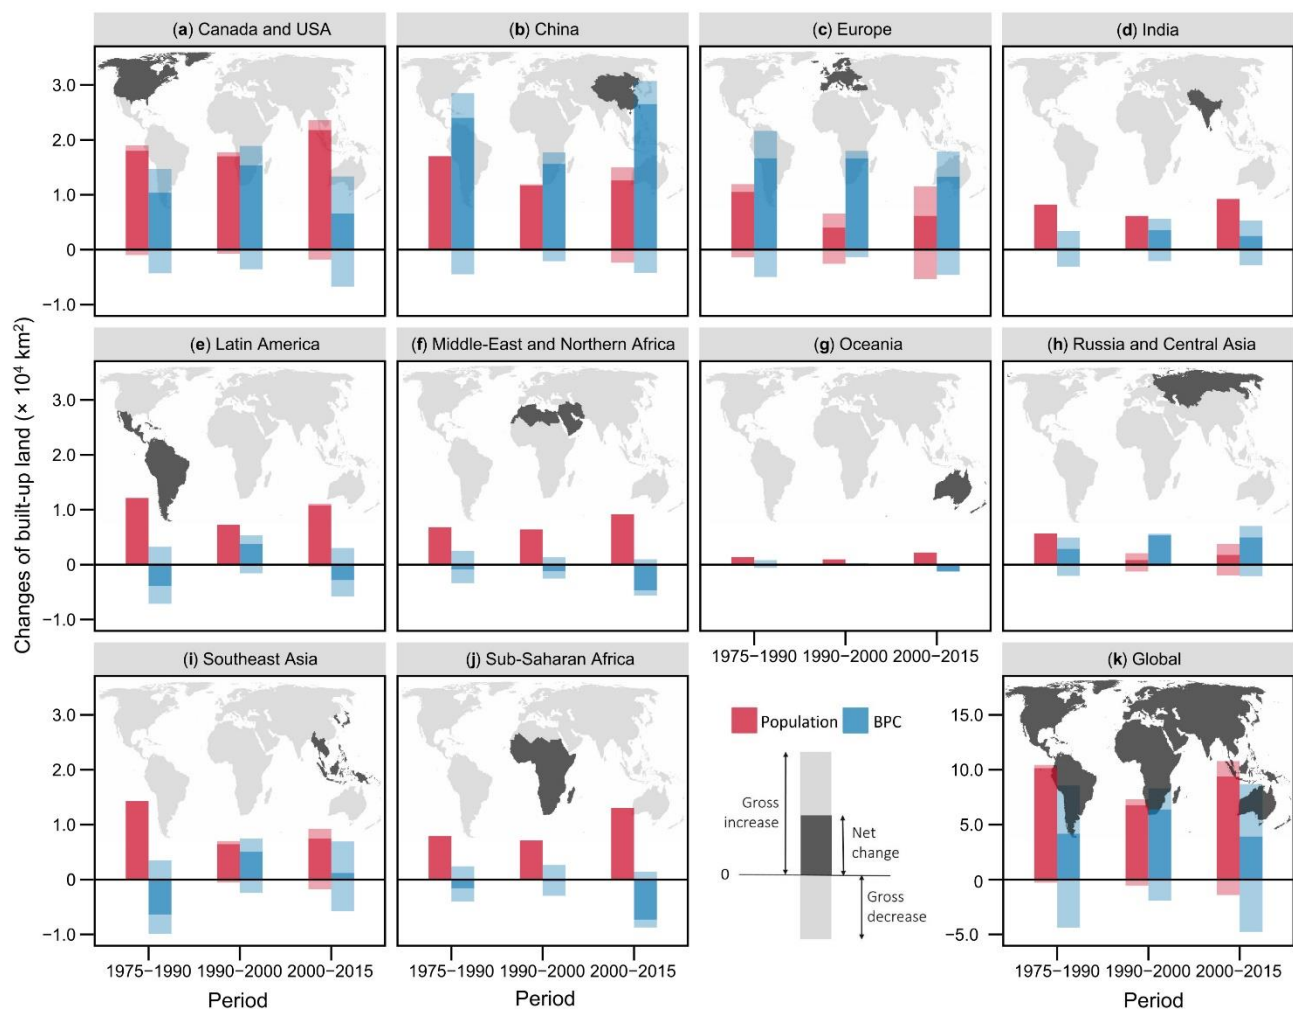 (a) Canada and USA
(b) China
(c) Europe
(d) India
3.0
2.0
1.0
0
−1.0
(e) Latin America
(f) Middle-East and Northern Africa
(g) Oceania
(h) Russia and Central Asia
3.0
2.0
1.0
0
−1.0
Changes of built-up land (× 10⁴ km²)
1975−1990 1990−2000 2000−2015
(i) Southeast Asia
(j) Sub-Saharan Africa
(k) Global
3.0
2.0
1.0
0
−1.0
Population BPC
Gross
increase
Net
change
0
Gross
decrease
15.0
10.0
5.0
0
−5.0
1975−1990 1990−2000 2000−2015
1975−1990 1990−2000 2000−2015
1975−1990 1990−2000 2000−2015
Period
Period
Period